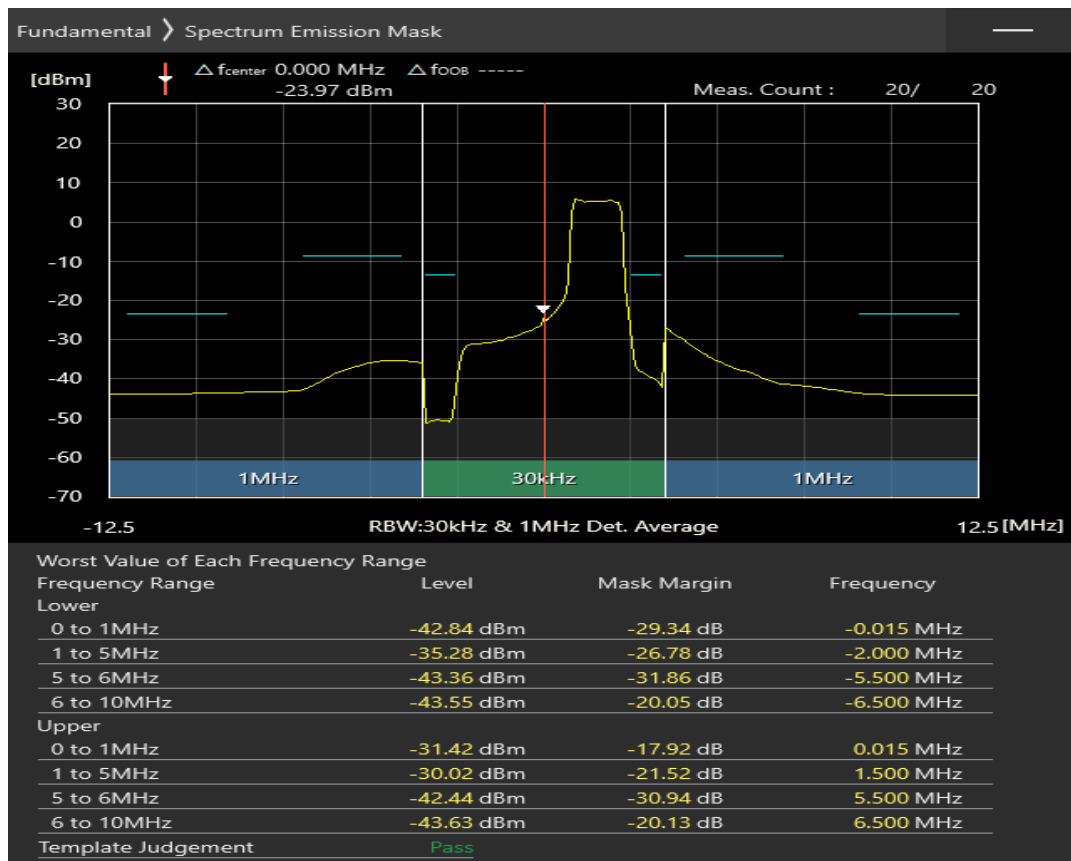 Fundamental ❯ Spectrum Emission Mask
[dBm] △ fcenter 0.000 MHz △ fOOB -----
-23.97 dBm Meas. Count : 20/ 20
30
20
10
0
-10
-20
-30
-40
-50
-60
-70
1MHz 30kHz 1MHz
-12.5 RBW:30kHz & 1MHz Det. Average 12.5 [MHz]
Worst Value of Each Frequency Range
Frequency Range Level Mask Margin Frequency
Lower
0 to 1MHz -42.84 dBm -29.34 dB -0.015 MHz
1 to 5MHz -35.28 dBm -26.78 dB -2.000 MHz
5 to 6MHz -43.36 dBm -31.86 dB -5.500 MHz
6 to 10MHz -43.55 dBm -20.05 dB -6.500 MHz
Upper
0 to 1MHz -31.42 dBm -17.92 dB 0.015 MHz
1 to 5MHz -30.02 dBm -21.52 dB 1.500 MHz
5 to 6MHz -42.44 dBm -30.94 dB 5.500 MHz
6 to 10MHz -43.63 dBm -20.13 dB 6.500 MHz
Template Judgement Pass